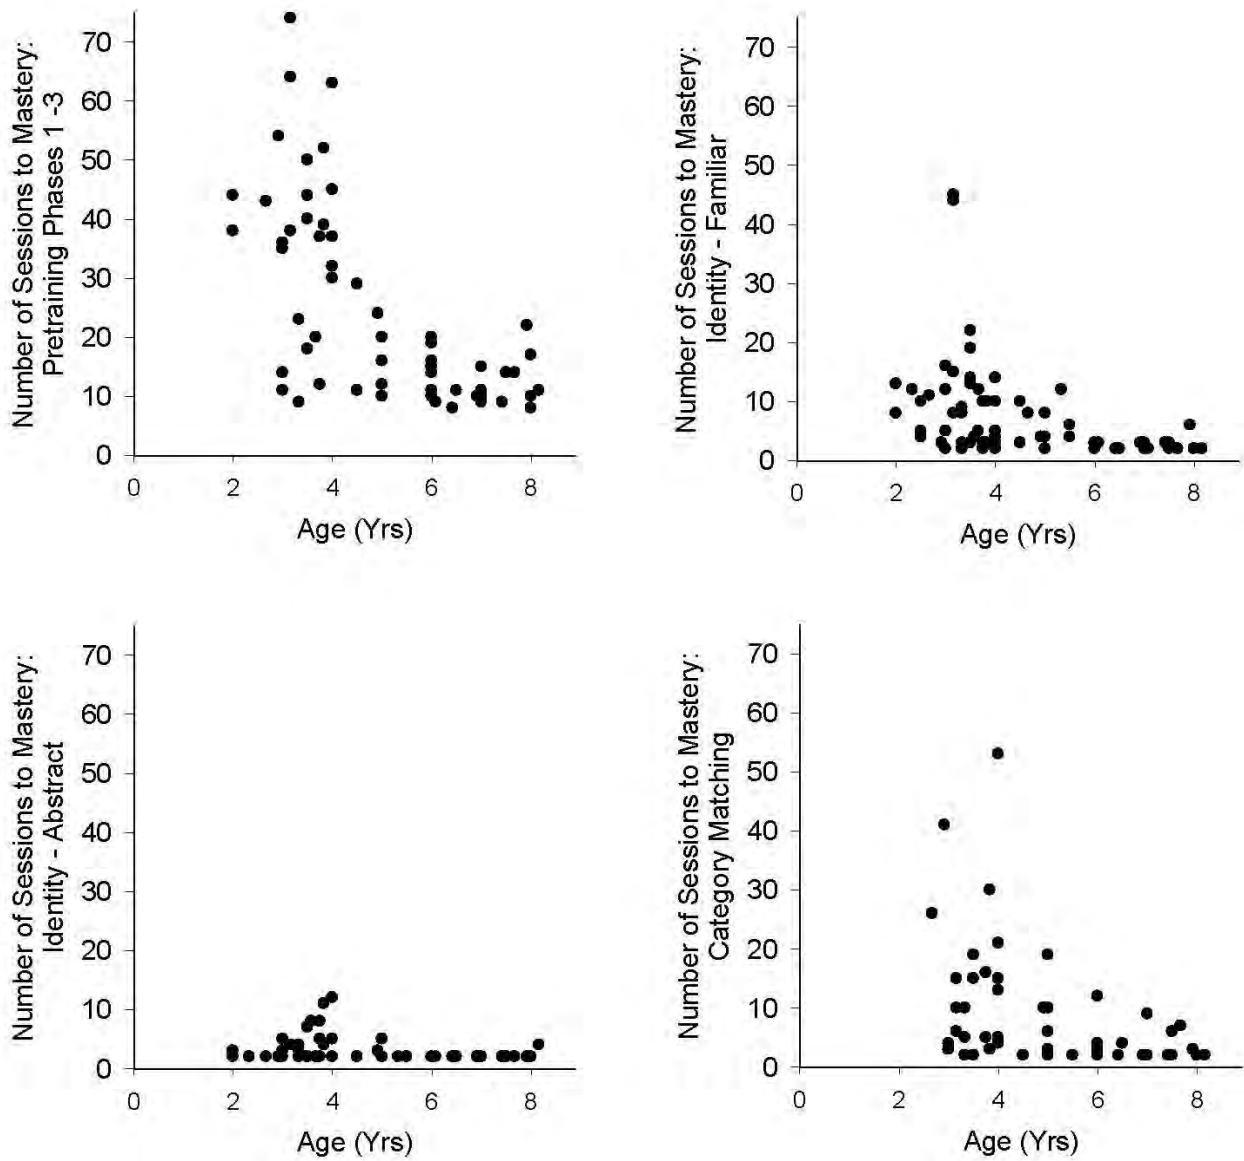 Number of Sessions to Mastery:
Pretraining Phases 1 -3
70
60
50
40
30
20
10
0
0 2 4 6 8
Age (Yrs)
Number of Sessions to Mastery:
Identity - Familiar
70
60
50
40
30
20
10
0
0 2 4 6 8
Age (Yrs)
Number of Sessions to Mastery:
Identity - Abstract
70
60
50
40
30
20
10
0
0 2 4 6 8
Age (Yrs)
Number of Sessions to Mastery:
Category Matching
70
60
50
40
30
20
10
0
0 2 4 6 8
Age (Yrs)